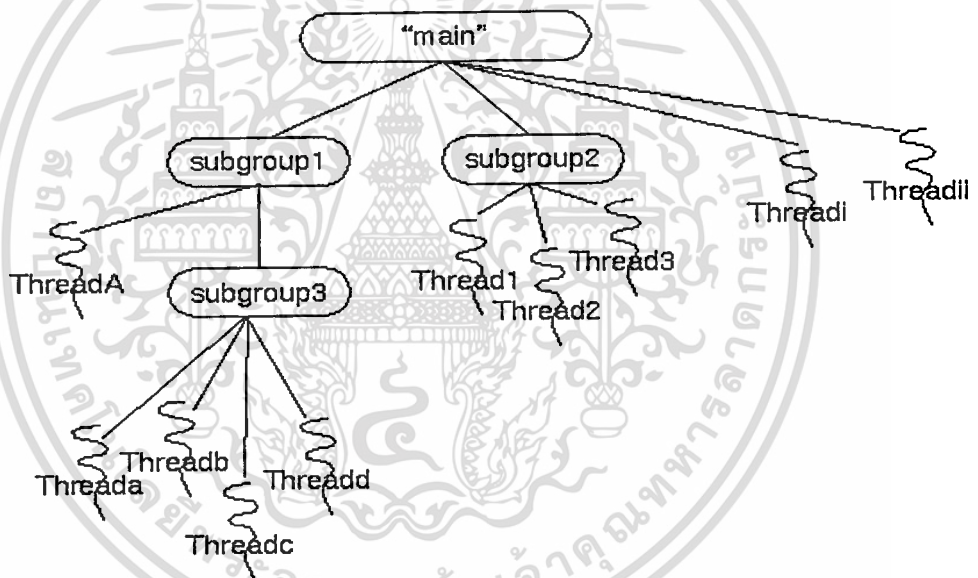 "main"
subgroup1
subgroup2
Threadi
Threadii
ThreadA
subgroup3
Thread1
Thread2
Thread3
Threada
Threadb
Threadc
Threadd